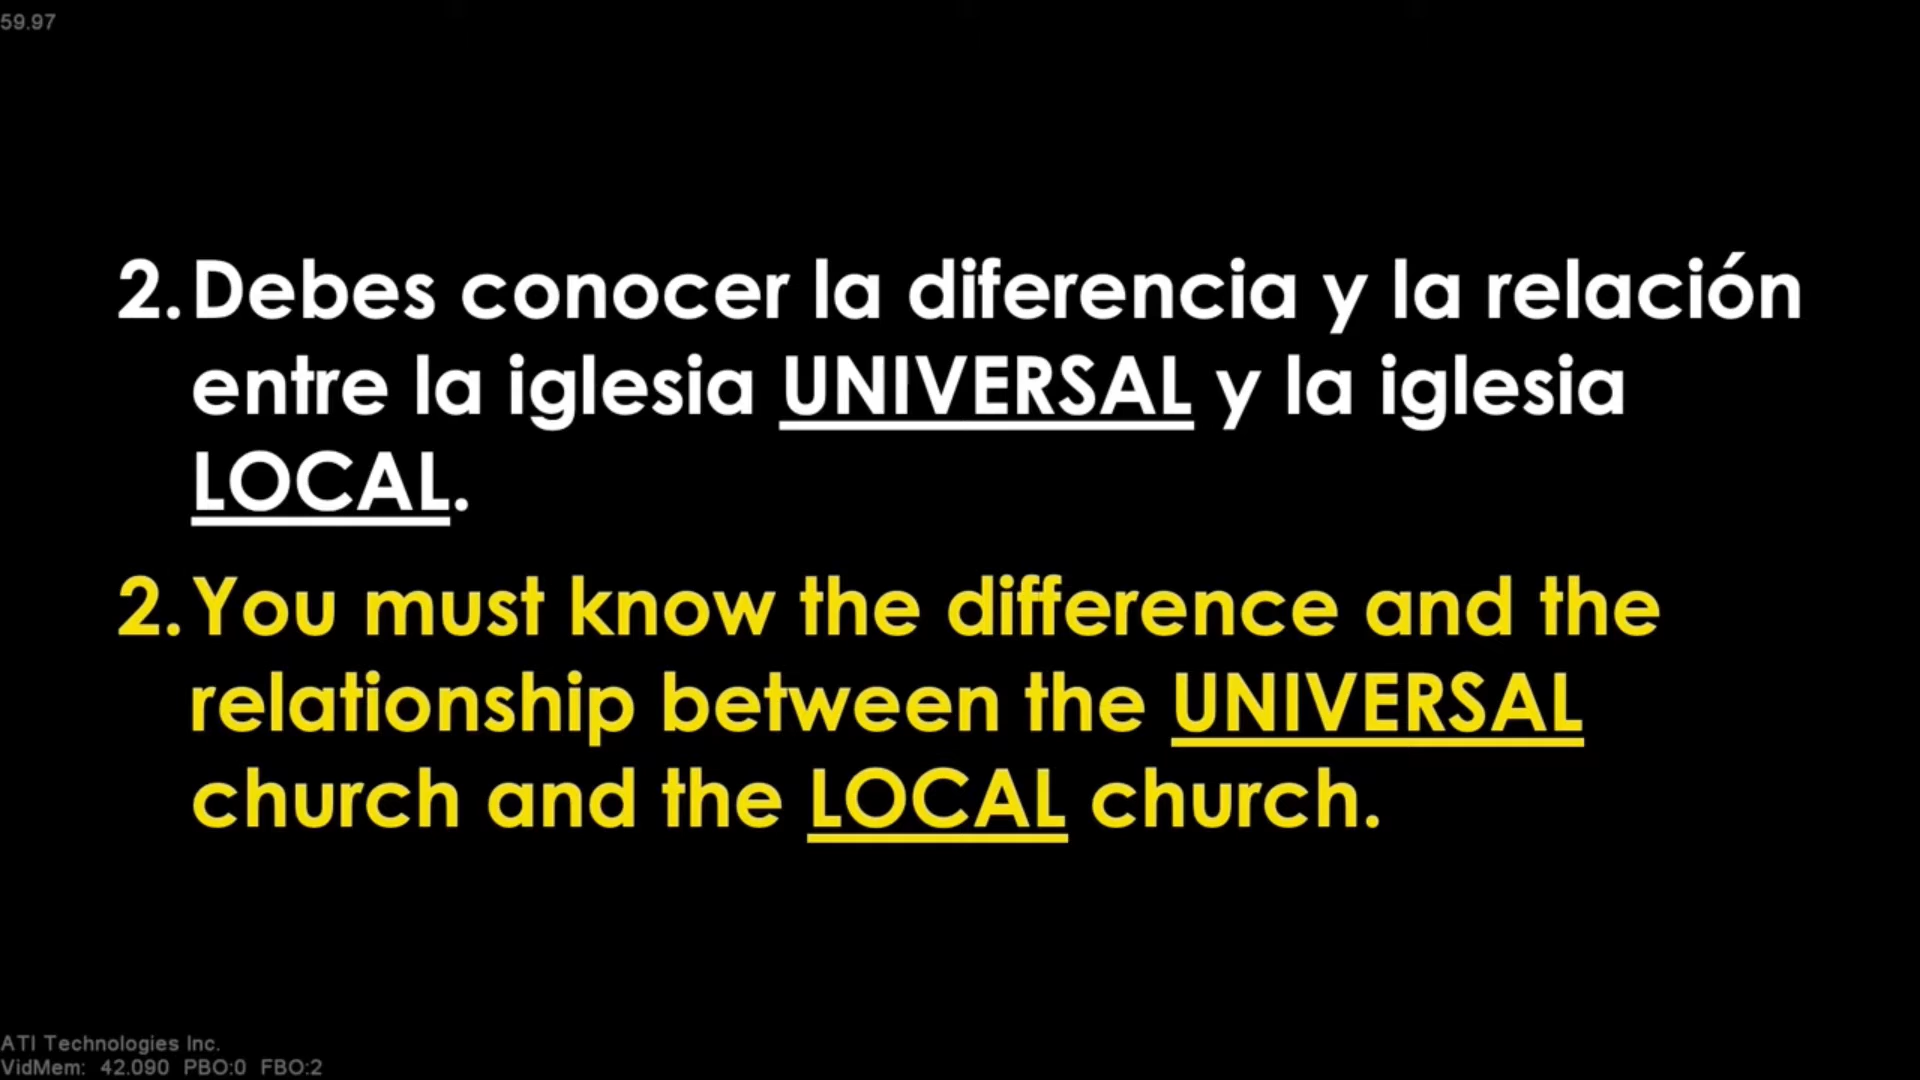 59.97
2. Debes conocer la diferencia y la relación
entre la iglesia UNIVERSAL y la iglesia
LOCAL.
2. You must know the difference and the
relationship between the UNIVERSAL
church and the LOCAL church.
ATI Technologies Inc.
VidMem: 42.090 PBO:0 FBO:2